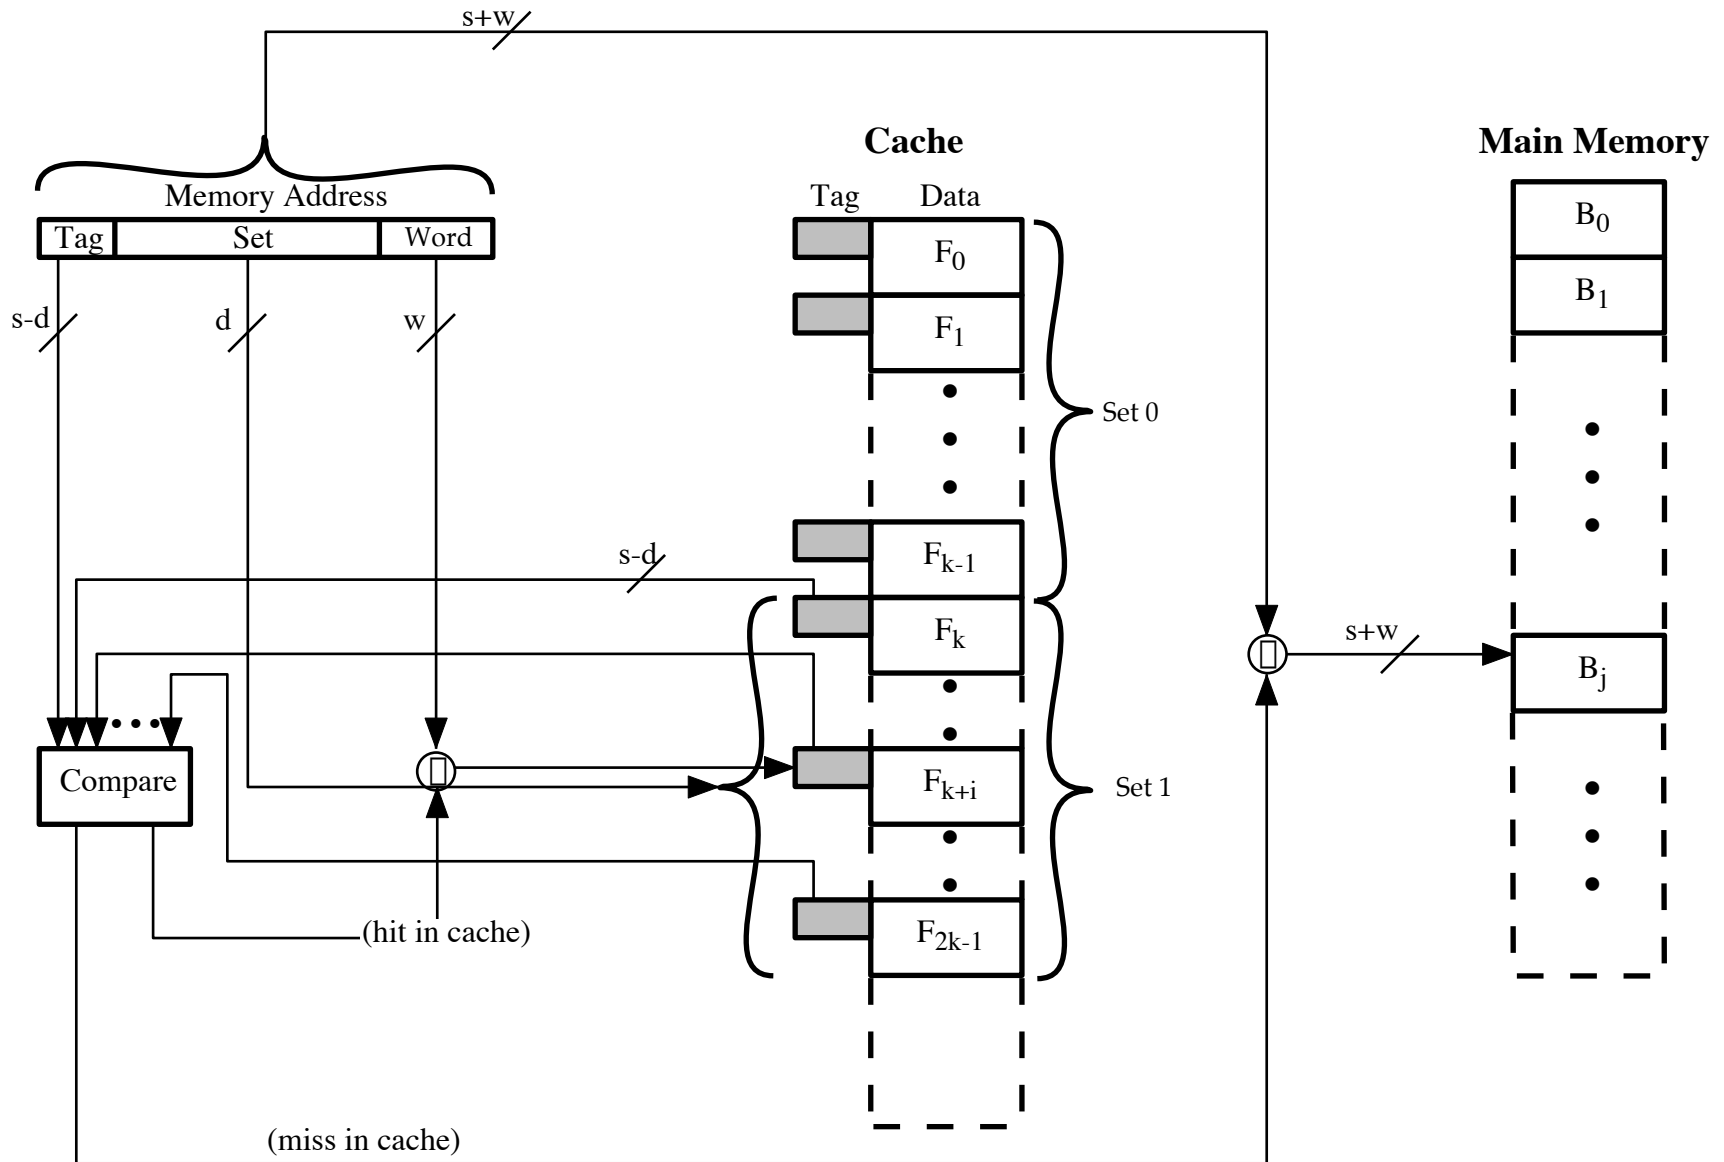 s+w
Cache
Main Memory
Memory Address
Tag Data
Tag Set Word
F0
B0
F1
B1
s-d d w
Set 0
s-d
Fk-1
Fk
s+w
Bj
Compare
Fk+i
Set 1
(hit in cache)
F2k-1
(miss in cache)